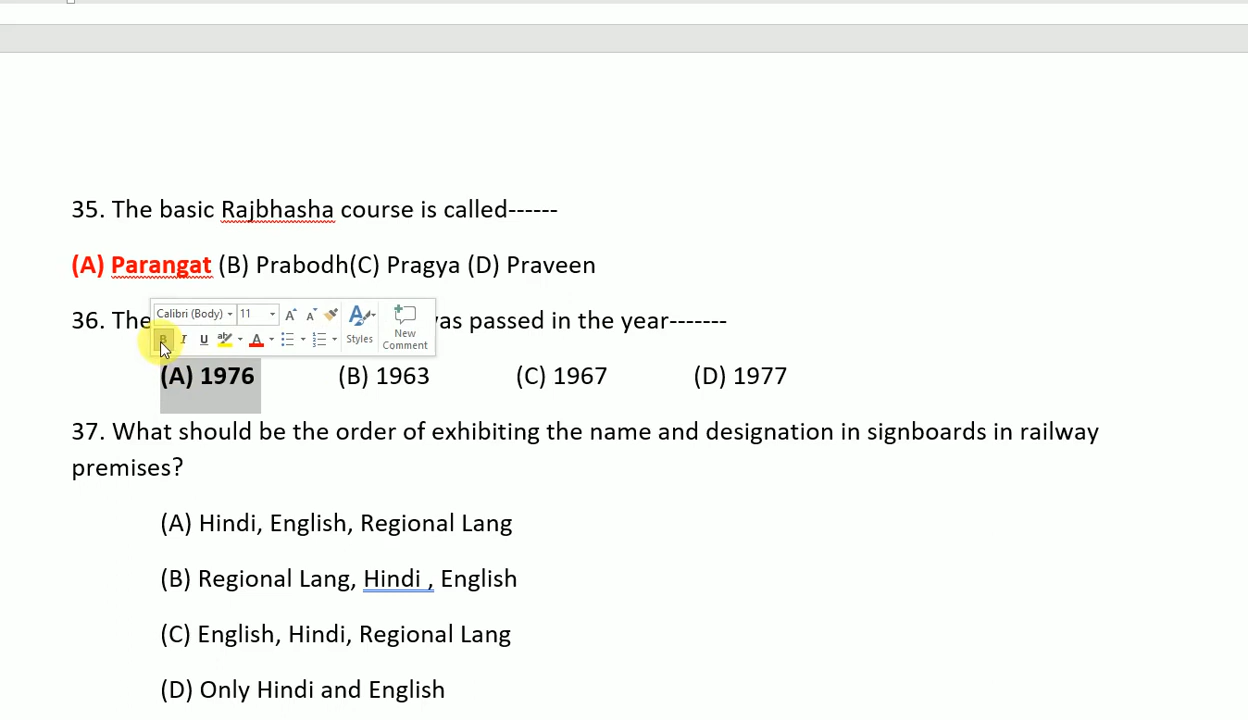 35. The basic Rajbhasha course is called------
(A) Parangat (B) Prabodh(C) Pragya (D) Praveen
Calibri (Body) 11
36. The as passed in the year-------
B I U ab A Styles New Comment
(A) 1976 (B) 1963 (C) 1967 (D) 1977
37. What should be the order of exhibiting the name and designation in signboards in railway
premises?
(A) Hindi, English, Regional Lang
(B) Regional Lang, Hindi , English
(C) English, Hindi, Regional Lang
(D) Only Hindi and English